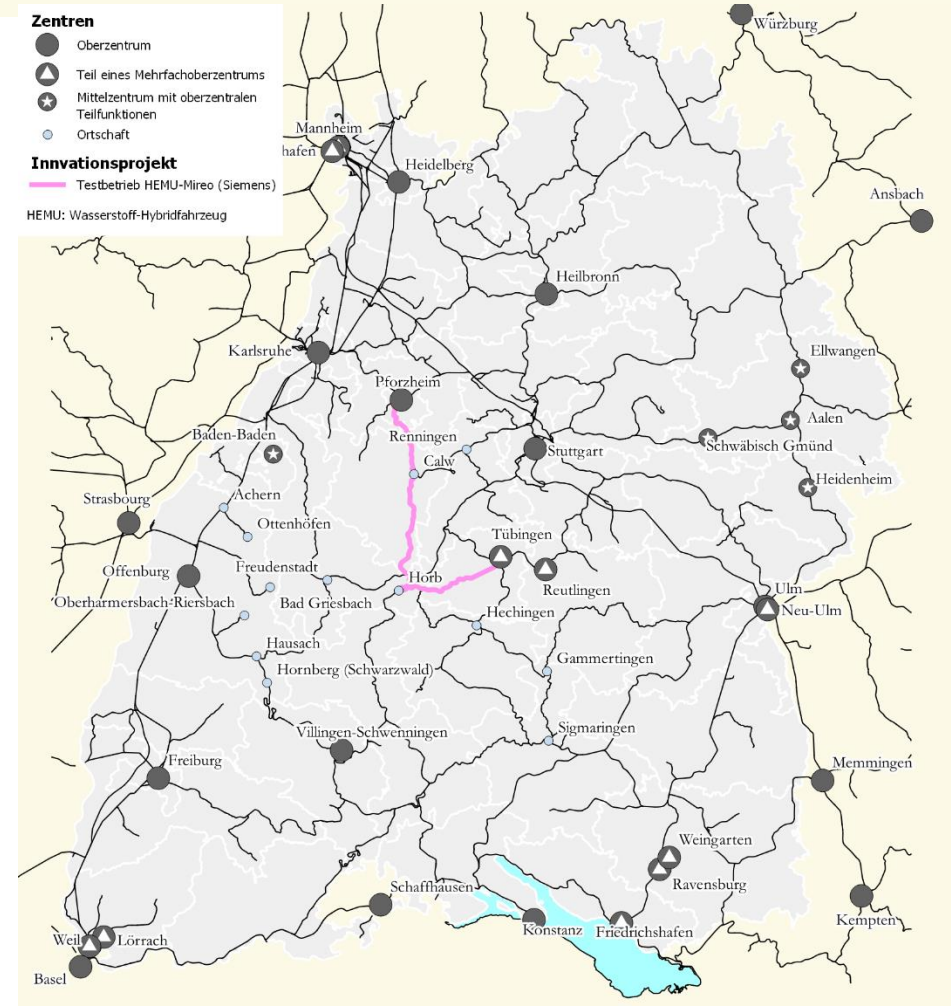 Zentren
Oberzentrum
Teil eines Mehrfachoberzentrums
Mittelzentrum mit oberzentralen
Teilfunktionen
Ortschaft
Innvationsprojekt
Testbetrieb HEMU-Mireo (Siemens)
HEMU: Wasserstoff-Hybridfahrzeug
Würzburg
Mannheim
hafen
Heidelberg
Ansbach
Heilbronn
Karlsruhe
Ellwangen
Pforzheim
Aalen
Renningen
Baden-Baden
Schwäbisch Gmünd
Stuttgart
Calw
Heidenheim
Strasbourg
Achern
Ottenhöfen
Tübingen
Freudenstadt
Offenburg
Horb
Reutlingen
Ulm
Oberharmersbach-Riersbach
Bad Griesbach
Neu-Ulm
Hechingen
Hausach
Gammertingen
Hornberg (Schwarzwald)
Sigmaringen
Villingen-Schwenningen
Freiburg
Memmingen
Weingarten
Ravensburg
Schaffhausen
Kempten
Konstanz
Friedrichshafen
Weil
Lörrach
Basel